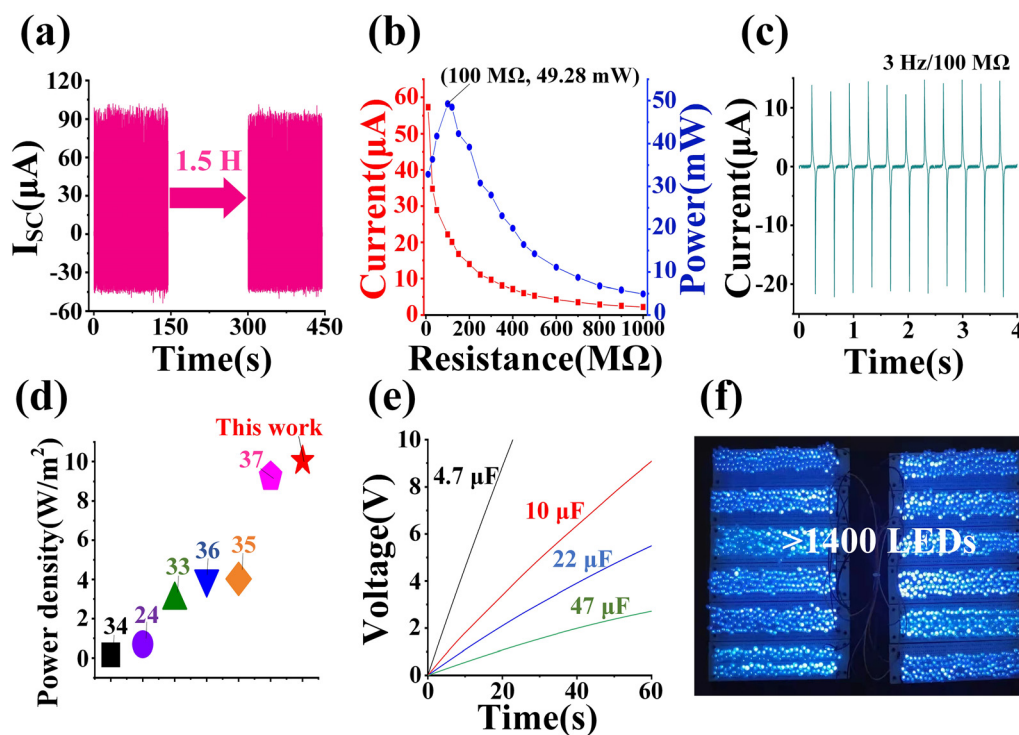 (a)
120
90
60
30
0
-30
-60
I_SC(μA)
1.5 H
0
150
300
450
Time(s)
(b)
(100 MΩ, 49.28 mW)
60
50
40
30
20
10
0
Current(μA)
50
40
30
20
10
0
Power(mW)
0
200
400
600
800
1000
Resistance(MΩ)
(c)
3 Hz/100 MΩ
10
0
-10
-20
Current(μA)
0
1
2
3
4
Time(s)
(d)
This work
10
8
6
4
2
0
Power density(W/m²)
34
24
33
36
35
37
(e)
10
8
6
4
2
0
Voltage(V)
4.7 μF
10 μF
22 μF
47 μF
0
20
40
60
Time(s)
(f)
>1400 LEDs